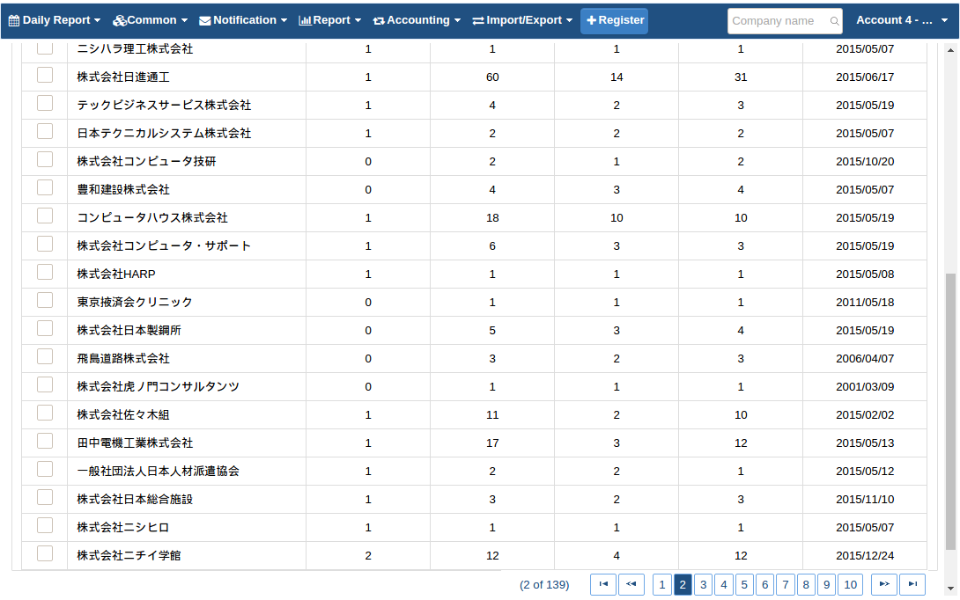 Daily Report Common Notification Report Accounting Import/Export Register Company name Account 4 - ...
ニシハラ理工株式会社 1 1 1 1 2015/05/07
株式会社日進通工 1 60 14 31 2015/06/17
テックビジネスサービス株式会社 1 4 2 3 2015/05/19
日本テクニカルシステム株式会社 1 2 2 2 2015/05/07
株式会社コンピュータ技研 0 2 1 2 2015/10/20
豊和建設株式会社 0 4 3 4 2015/05/07
コンピュータハウス株式会社 1 18 10 10 2015/05/19
株式会社コンピュータ・サポート 1 6 3 3 2015/05/19
株式会社HARP 1 1 1 1 2015/05/08
東京掖済会クリニック 0 1 1 1 2011/05/18
株式会社日本製鋼所 0 5 3 4 2015/05/19
飛鳥道路株式会社 0 3 2 3 2006/04/07
株式会社虎ノ門コンサルタンツ 0 1 1 1 2001/03/09
株式会社佐々木組 1 11 2 10 2015/02/02
田中電機工業株式会社 1 17 3 12 2015/05/13
一般社団法人日本人材派遣協会 1 2 2 1 2015/05/12
株式会社日本総合施設 1 3 2 3 2015/11/10
株式会社ニシヒロ 1 1 1 1 2015/05/07
株式会社ニチイ学館 2 12 4 12 2015/12/24
(2 of 139) 1 2 3 4 5 6 7 8 9 10